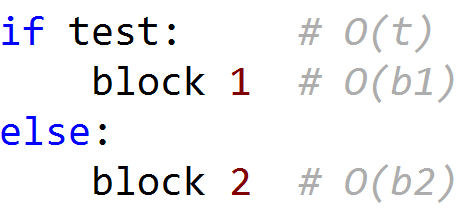 if test:      # O(t)
    block 1  # O(b1)
else:
    block 2  # O(b2)